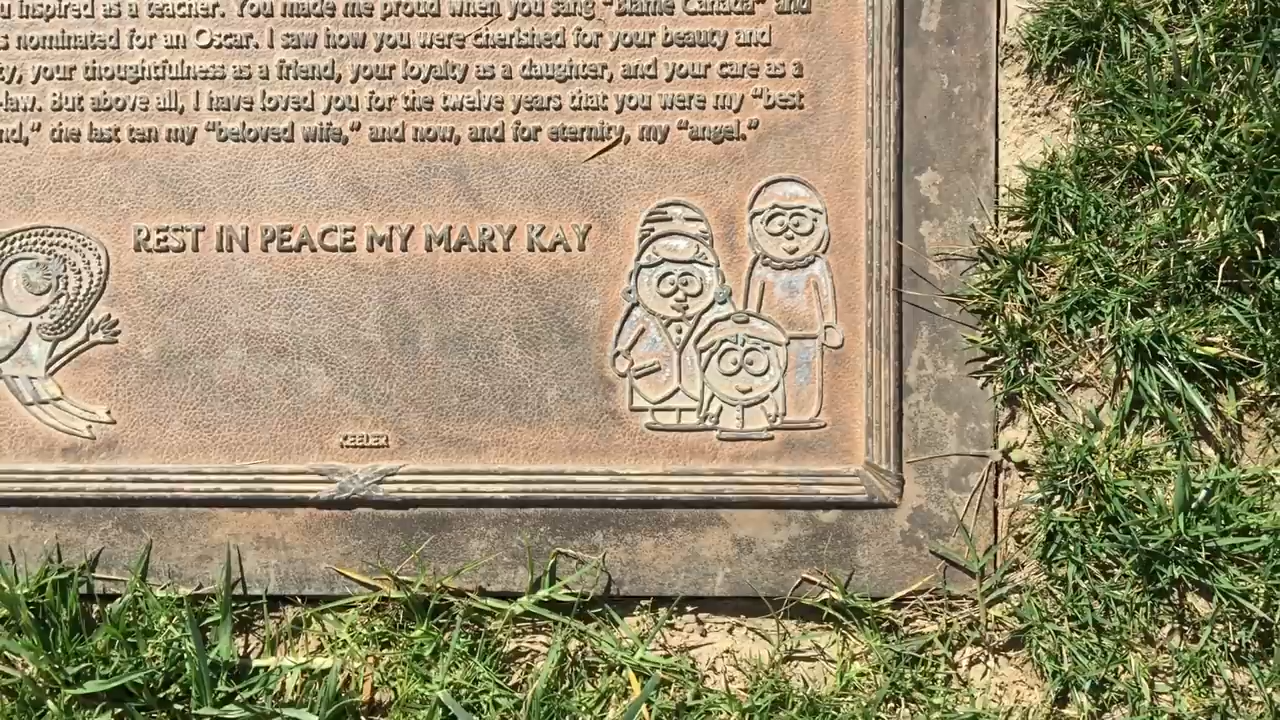 inspired as a teacher. You made me proud when you sang "Blame Canada" and
s nominated for an Oscar. I saw how you were cherished for your beauty and
ty, your thoughtfulness as a friend, your loyalty as a daughter, and your care as a
-law. But above all, I have loved you for the twelve years that you were my "best
nd," the last ten my "beloved wife," and now, and for eternity, my "angel."
REST IN PEACE MY MARY KAY
KEELER